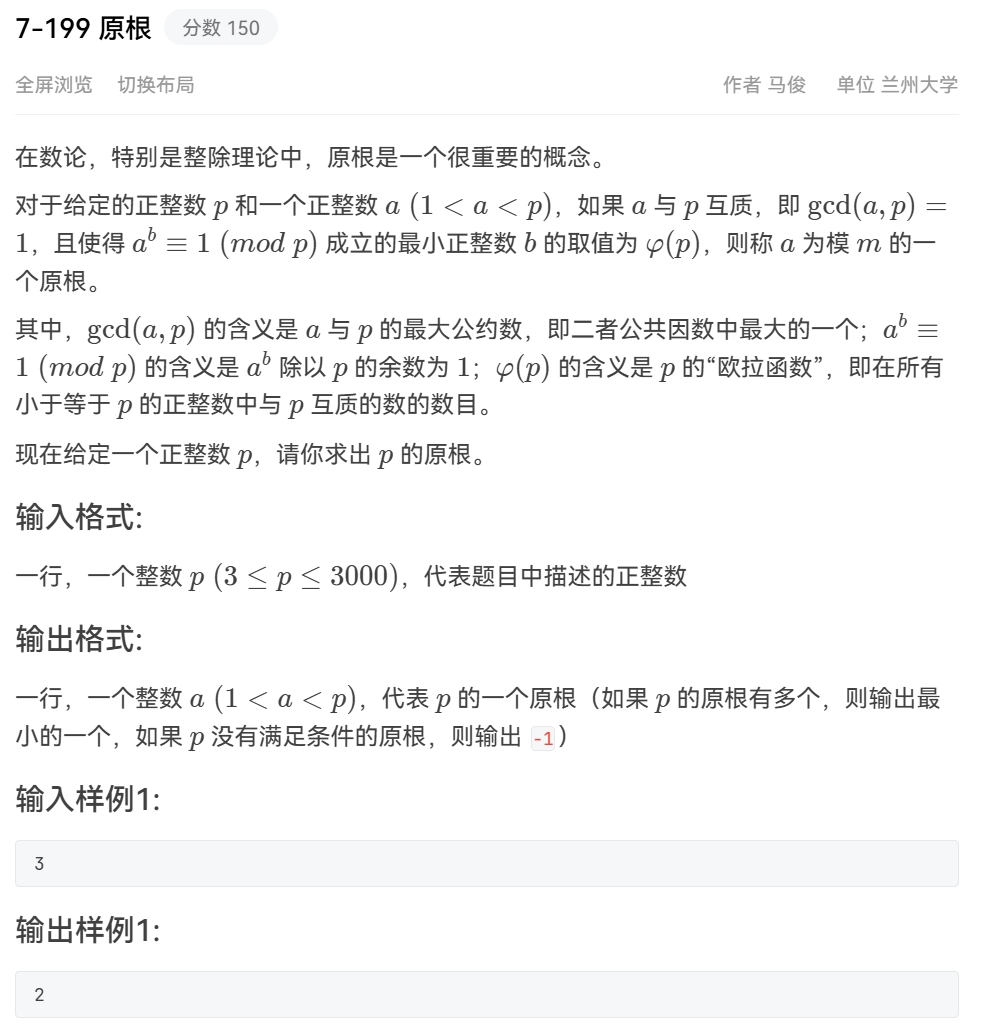 7-199 原根 分数 150
全屏浏览 切换布局 作者 马俊 单位 兰州大学
在数论，特别是整除理论中，原根是一个很重要的概念。
对于给定的正整数 p 和一个正整数 a (1 < a < p)，如果 a 与 p 互质，即 gcd(a, p) =
1，且使得 a^b ≡ 1 (mod p) 成立的最小正整数 b 的取值为 φ(p)，则称 a 为模 m 的一
个原根。
其中，gcd(a, p) 的含义是 a 与 p 的最大公约数，即二者公共因数中最大的一个；a^b ≡
1 (mod p) 的含义是 a^b 除以 p 的余数为 1；φ(p) 的含义是 p 的“欧拉函数”，即在所有
小于等于 p 的正整数中与 p 互质的数的数目。
现在给定一个正整数 p，请你求出 p 的原根。
输入格式:
一行，一个整数 p (3 ≤ p ≤ 3000)，代表题目中描述的正整数
输出格式:
一行，一个整数 a (1 < a < p)，代表 p 的一个原根（如果 p 的原根有多个，则输出最
小的一个，如果 p 没有满足条件的原根，则输出 -1）
输入样例1:
3
输出样例1:
2